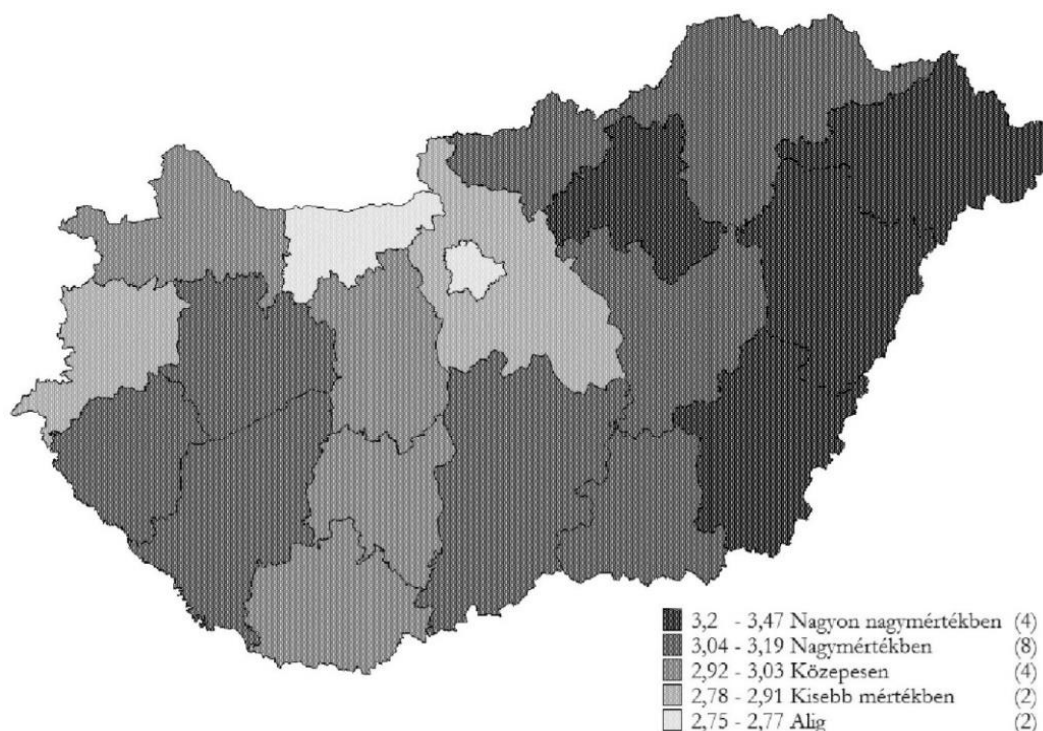 3,2 - 3,47 Nagyon nagymértékben (4)
3,04 - 3,19 Nagymértékben (8)
2,92 - 3,03 Közepesen (4)
2,78 - 2,91 Kisebb mértékben (2)
2,75 - 2,77 Alig (2)